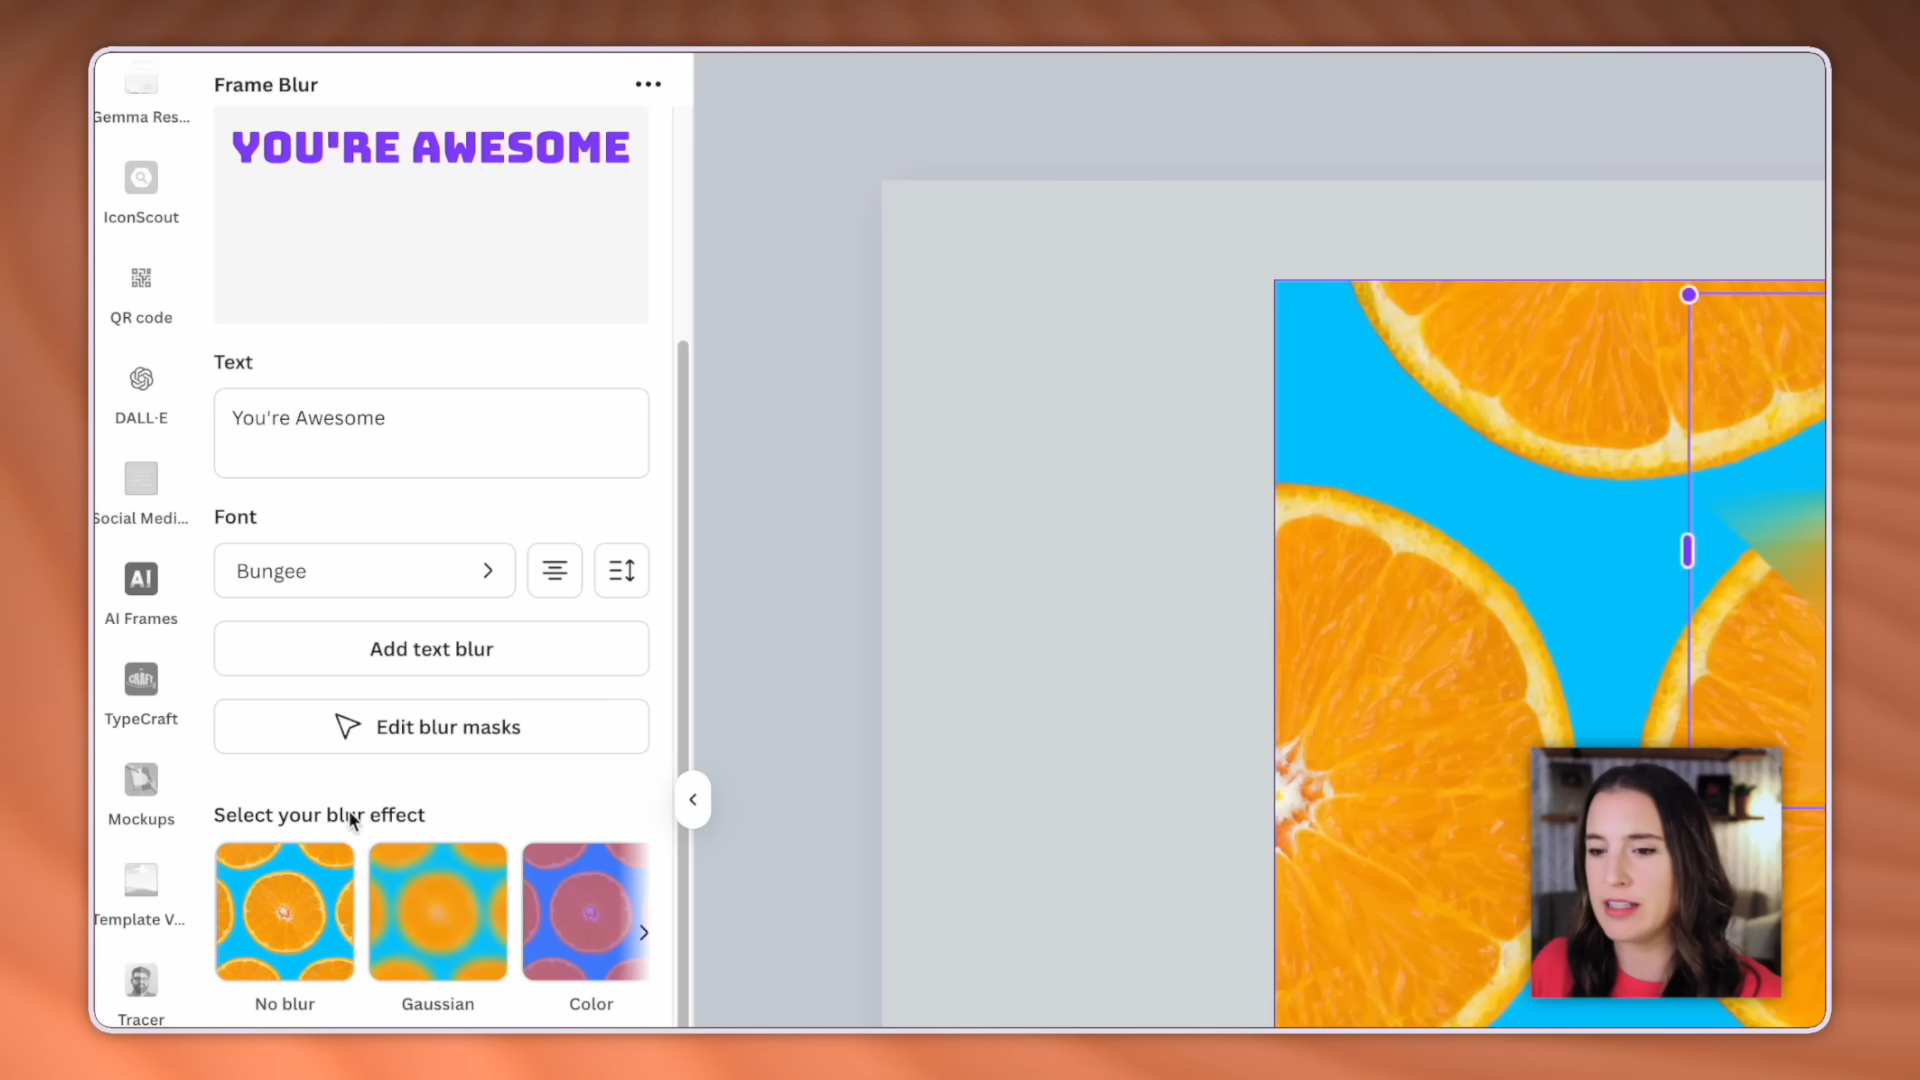 Gemma Res...
IconScout
QR code
DALL·E
Social Medi...
AI
AI Frames
CRAFT
TypeCraft
Mockups
Template V...
Tracer
Frame Blur
YOU'RE AWESOME
Text
You're Awesome
Font
Bungee
Add text blur
Edit blur masks
Select your blur effect
No blur
Gaussian
Color